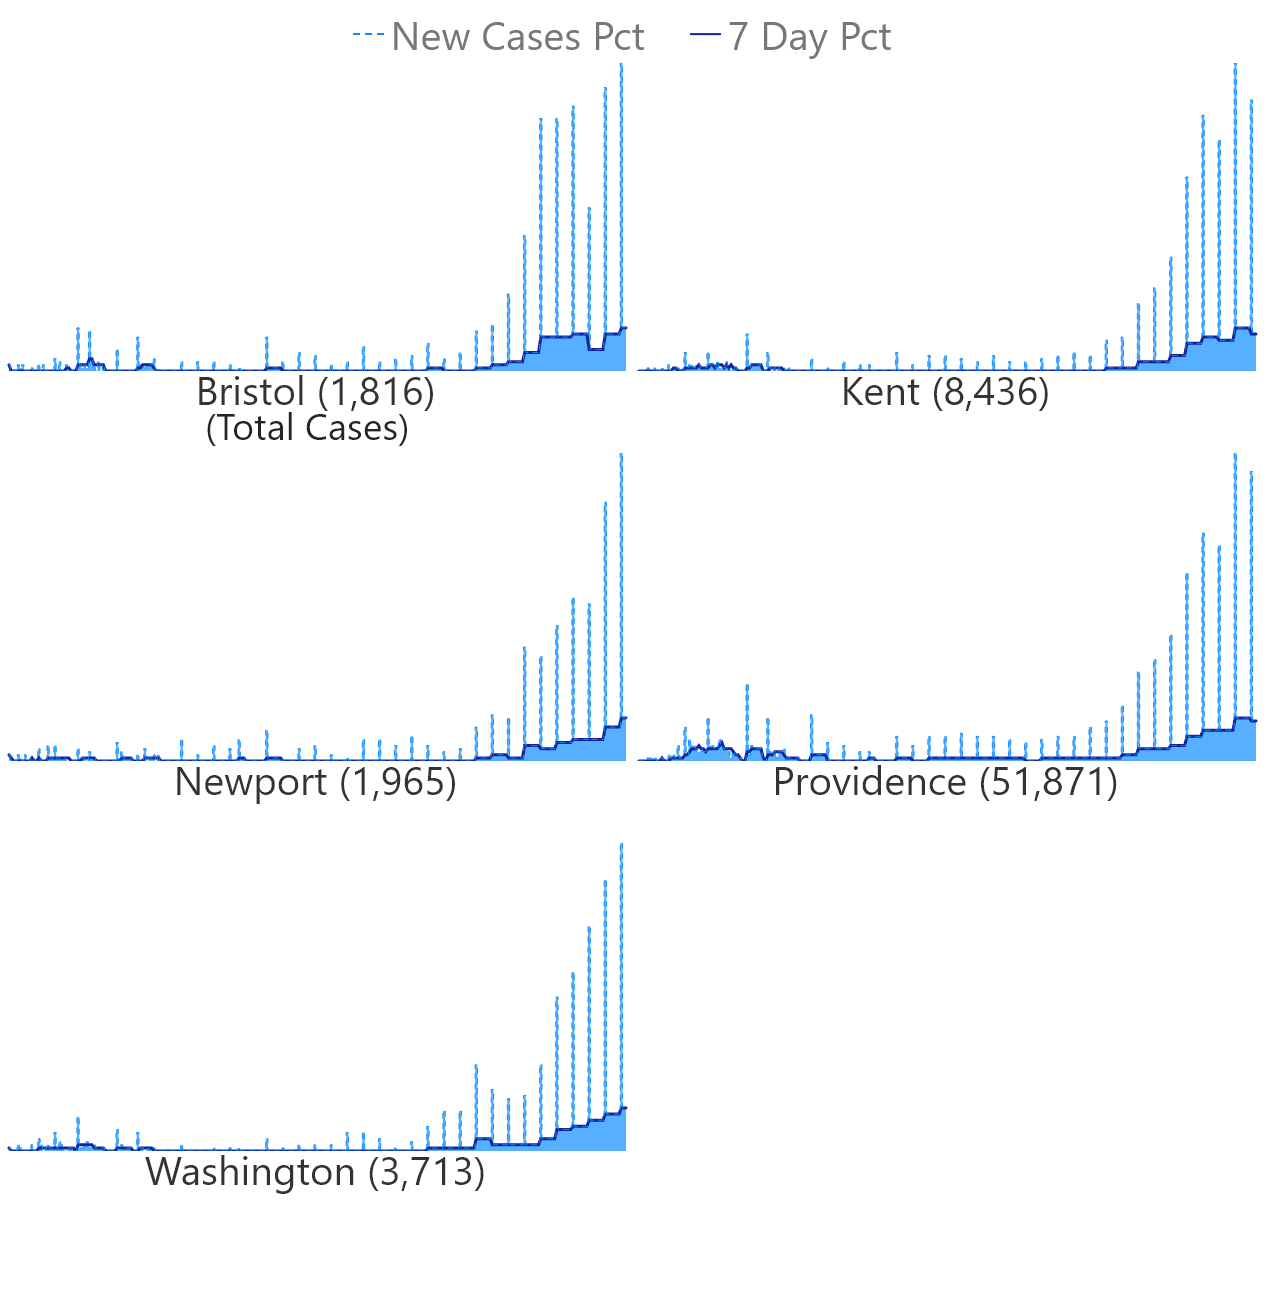 New Cases Pct 7 Day Pct
Bristol (1,816)
(Total Cases)
Kent (8,436)
Newport (1,965)
Providence (51,871)
Washington (3,713)